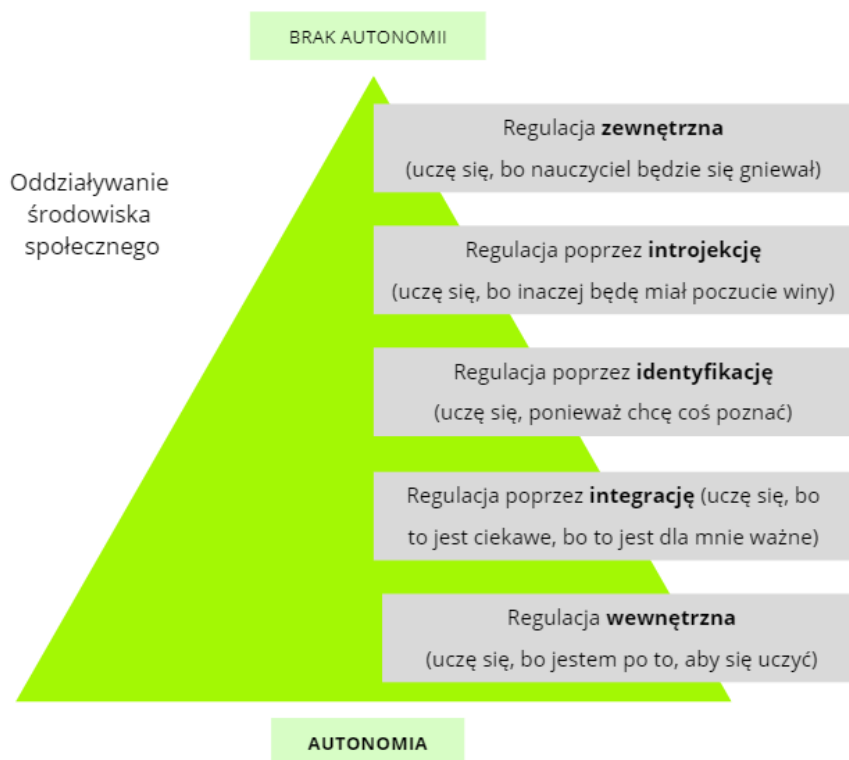 BRAK AUTONOMII
Regulacja zewnętrzna
(uczę się, bo nauczyciel będzie się gniewał)
Oddziaływanie
środowiska
społecznego
Regulacja poprzez introjekcję
(uczę się, bo inaczej będę miał poczucie winy)
Regulacja poprzez identyfikację
(uczę się, ponieważ chcę coś poznać)
Regulacja poprzez integrację (uczę się, bo
to jest ciekawe, bo to jest dla mnie ważne)
Regulacja wewnętrzna
(uczę się, bo jestem po to, aby się uczyć)
AUTONOMIA